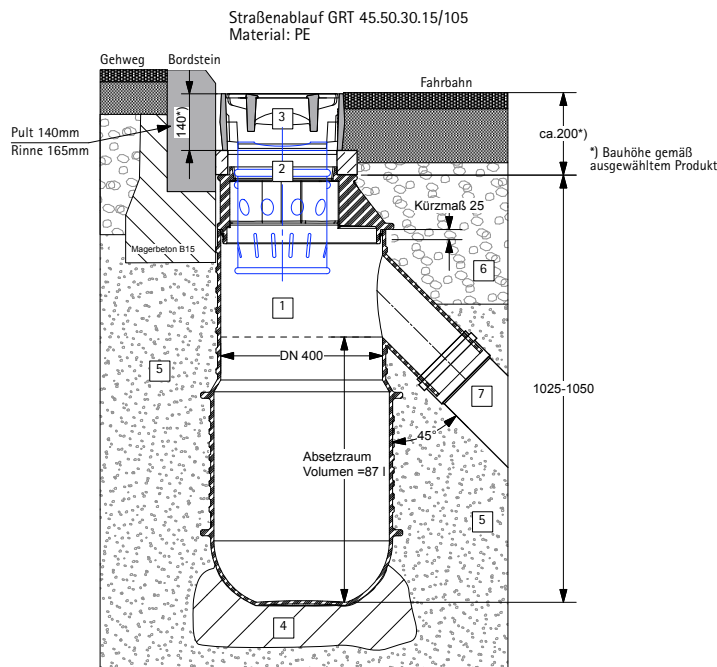 Straßenablauf GRT 45.50.30.15/105
Material: PE
Gehweg
Bordstein
Fahrbahn
3
140*)
ca.200*)
Pult 140mm
Rinne 165mm
*) Bauhöhe gemäß
ausgewähltem Produkt
2
Kürzmaß 25
Magerbeton B15
6
1
DN 400
5
7
1025-1050
45°
Absetzraum
Volumen =87 l
5
4